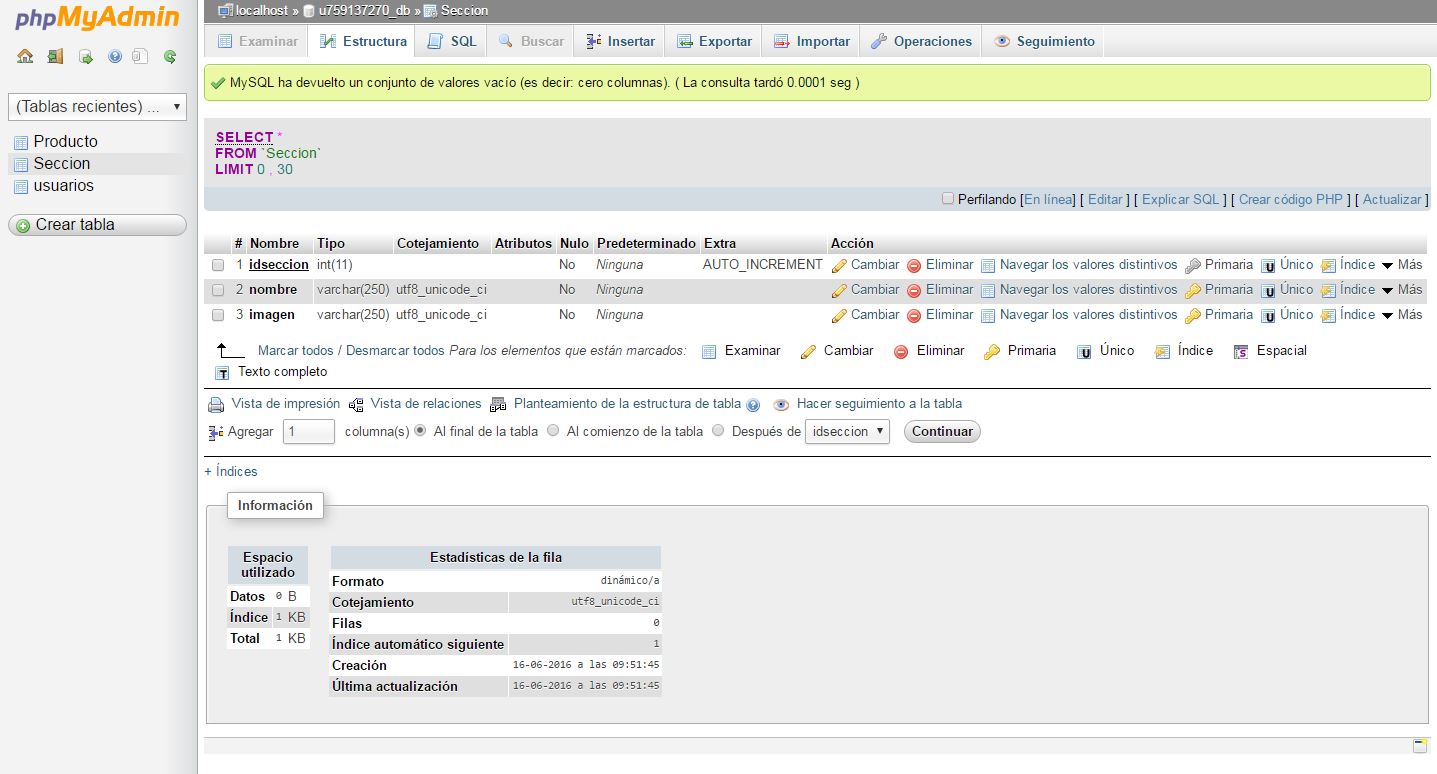 phpMyAdmin
(Tablas recientes) ...
Producto
Seccion
usuarios
Crear tabla
localhost » u759137270_db » Seccion
Examinar Estructura SQL Buscar Insertar Exportar Importar Operaciones Seguimiento
MySQL ha devuelto un conjunto de valores vacío (es decir: cero columnas). ( La consulta tardó 0.0001 seg )
SELECT *
FROM `Seccion`
LIMIT 0 , 30
Perfilando [En línea] [ Editar ] [ Explicar SQL ] [ Crear código PHP ] [ Actualizar ]
# Nombre Tipo Cotejamiento Atributos Nulo Predeterminado Extra Acción
1 idseccion int(11) No Ninguna AUTO_INCREMENT Cambiar Eliminar Navegar los valores distintivos Primaria Único Índice Más
2 nombre varchar(250) utf8_unicode_ci No Ninguna Cambiar Eliminar Navegar los valores distintivos Primaria Único Índice Más
3 imagen varchar(250) utf8_unicode_ci No Ninguna Cambiar Eliminar Navegar los valores distintivos Primaria Único Índice Más
Marcar todos / Desmarcar todos Para los elementos que están marcados: Examinar Cambiar Eliminar Primaria Único Índice Espacial
Texto completo
Vista de impresión Vista de relaciones Planteamiento de la estructura de tabla Hacer seguimiento a la tabla
Agregar 1 columna(s) Al final de la tabla Al comienzo de la tabla Después de idseccion Continuar
+ Índices
Información
Espacio utilizado
Datos 0 B
Índice 1 KB
Total 1 KB
Estadísticas de la fila
Formato dinámico/a
Cotejamiento utf8_unicode_ci
Filas 0
Índice automático siguiente 1
Creación 16-06-2016 a las 09:51:45
Última actualización 16-06-2016 a las 09:51:45